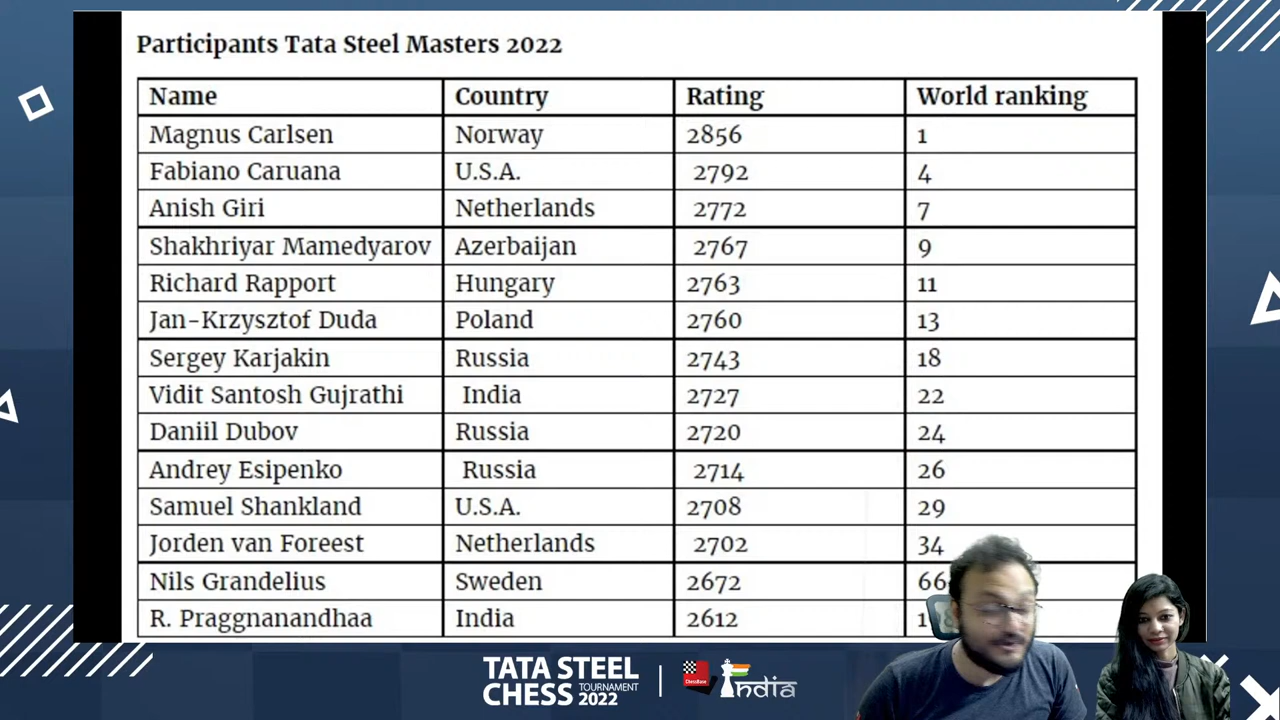 Participants Tata Steel Masters 2022
Name Country Rating World ranking
Magnus Carlsen Norway 2856 1
Fabiano Caruana U.S.A. 2792 4
Anish Giri Netherlands 2772 7
Shakhriyar Mamedyarov Azerbaijan 2767 9
Richard Rapport Hungary 2763 11
Jan-Krzysztof Duda Poland 2760 13
Sergey Karjakin Russia 2743 18
Vidit Santosh Gujrathi India 2727 22
Daniil Dubov Russia 2720 24
Andrey Esipenko Russia 2714 26
Samuel Shankland U.S.A. 2708 29
Jorden van Foreest Netherlands 2702 34
Nils Grandelius Sweden 2672 66
R. Praggnanandhaa India 2612
TATA STEEL
CHESS TOURNAMENT 2022
ChessBase India